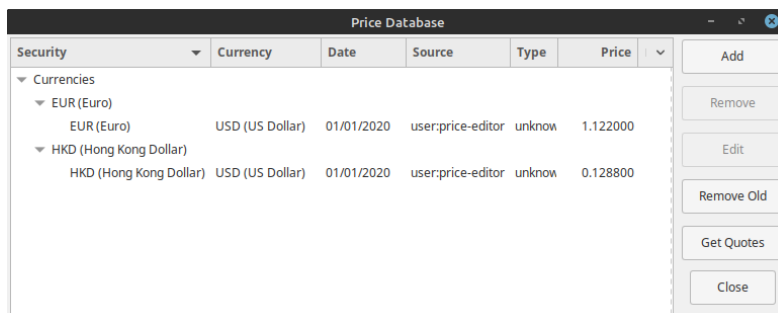 Price Database
Security Currency Date Source Type Price
Currencies
EUR (Euro)
EUR (Euro) USD (US Dollar) 01/01/2020 user:price-editor unknow 1.122000
HKD (Hong Kong Dollar)
HKD (Hong Kong Dollar) USD (US Dollar) 01/01/2020 user:price-editor unknow 0.128800
Add
Remove
Edit
Remove Old
Get Quotes
Close